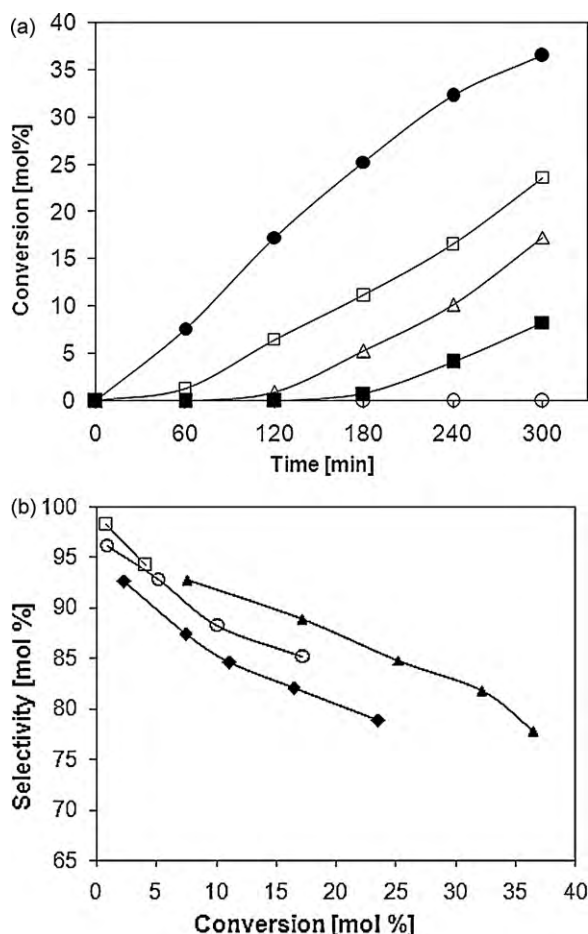 (a)
40
35
30
25
20
15
10
5
0
Conversion [mol%]
0 60 120 180 240 300
Time [min]
(b)
100
95
90
85
80
75
70
65
Selectivity [mol %]
0 5 10 15 20 25 30 35 40
Conversion [mol %]